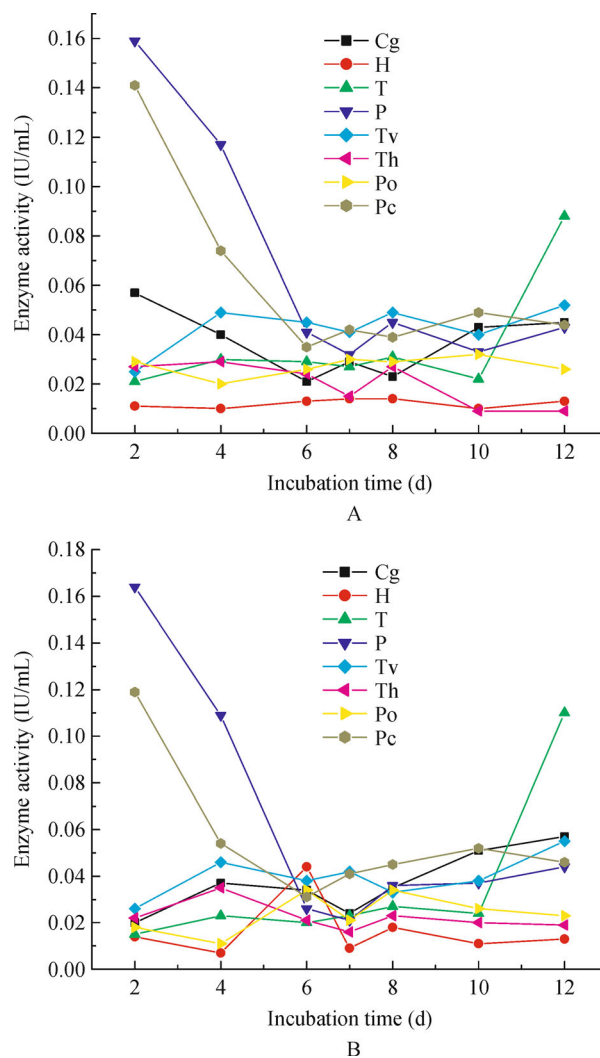 0.16
0.14
0.12
0.10
0.08
0.06
0.04
0.02
0.00
Enzyme activity (IU/mL)
Cg
H
T
P
Tv
Th
Po
Pc
2 4 6 8 10 12
Incubation time (d)
A
0.18
0.16
0.14
0.12
0.10
0.08
0.06
0.04
0.02
0.00
Enzyme activity (IU/mL)
Cg
H
T
P
Tv
Th
Po
Pc
2 4 6 8 10 12
Incubation time (d)
B